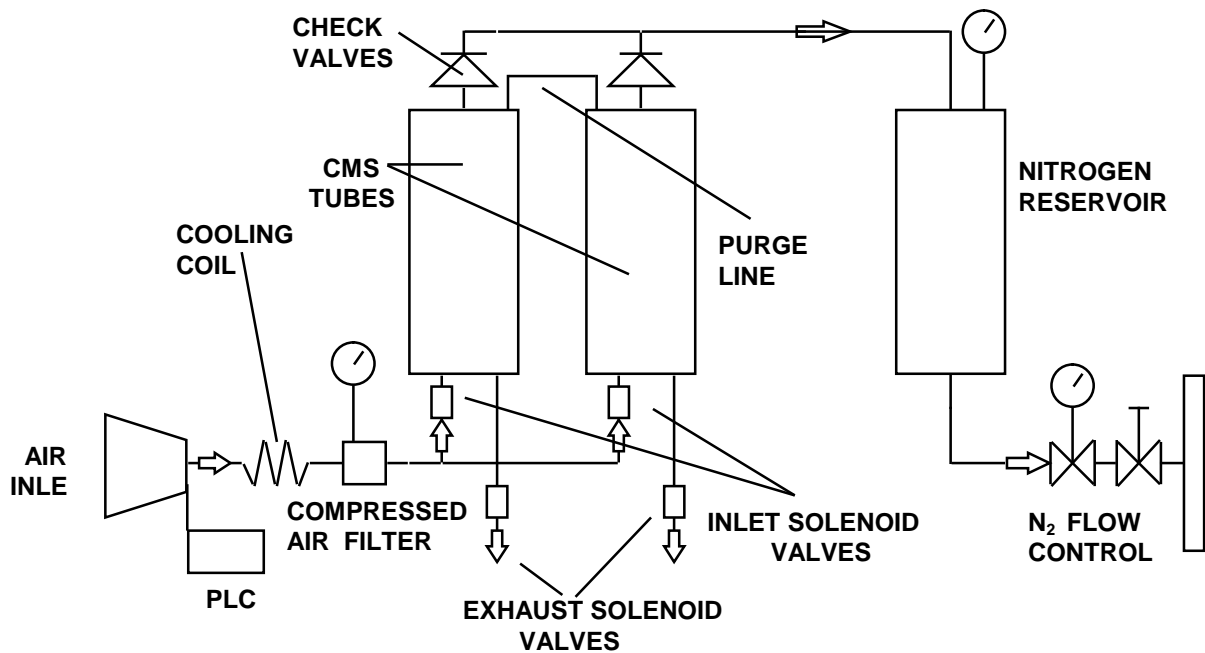 CHECK
VALVES
CMS
TUBES
NITROGEN
RESERVOIR
COOLING
COIL
PURGE
LINE
AIR
INLE
COMPRESSED
AIR FILTER
INLET SOLENOID
VALVES
N₂ FLOW
CONTROL
PLC
EXHAUST SOLENOID
VALVES